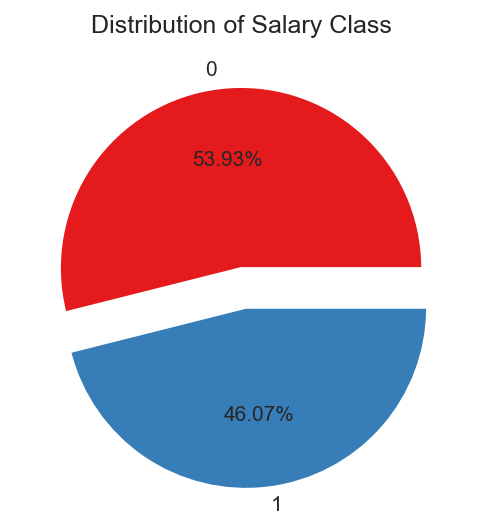 Distribution of Salary Class
0
53.93%
46.07%
1